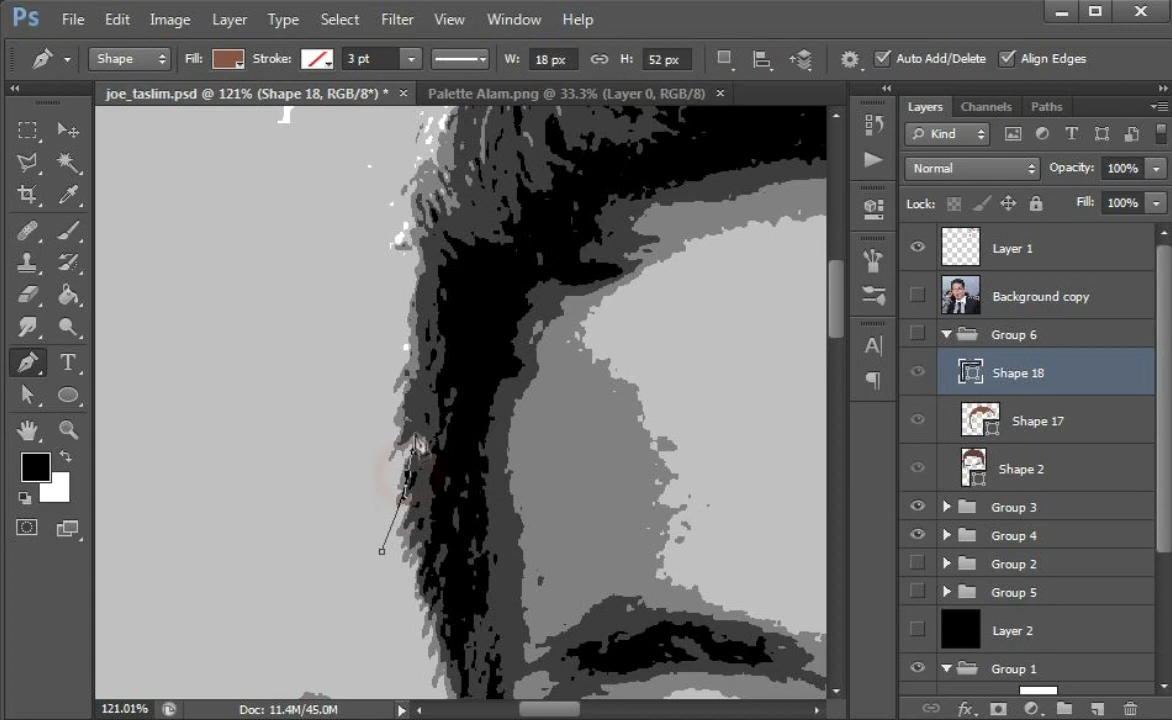 Ps File Edit Image Layer Type Select Filter View Window Help
Shape Fill: Stroke: 3 pt W: 18 px H: 52 px Auto Add/Delete Align Edges
joe_taslim.psd @ 121% (Shape 18, RGB/8*) * × Palette Alam.png @ 33.3% (Layer 0, RGB/8) ×
Layers Channels Paths
Kind
Normal Opacity: 100%
Lock: Fill: 100%
Layer 1
Background copy
Group 6
Shape 18
Shape 17
Shape 2
Group 3
Group 4
Group 2
Group 5
Layer 2
Group 1
121.01% Doc: 11.4M/45.0M